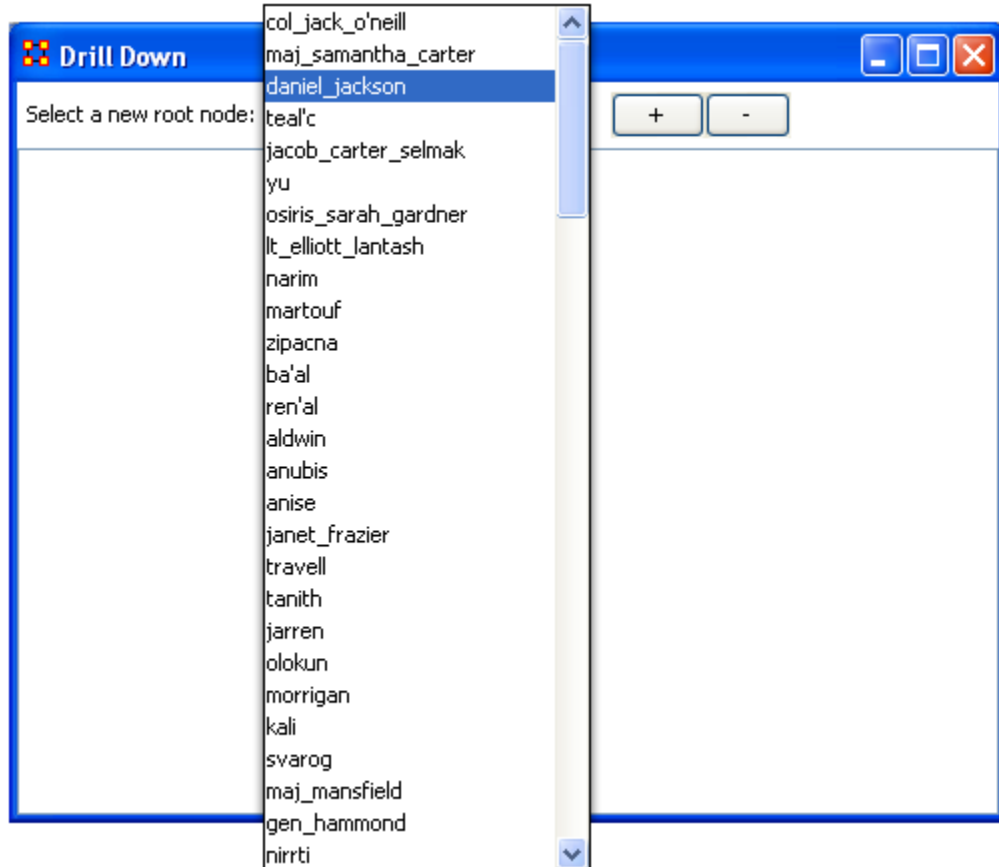 Drill Down
Select a new root node:
+ -
col_jack_o'neill
maj_samantha_carter
daniel_jackson
teal'c
jacob_carter_selmak
yu
osiris_sarah_gardner
lt_elliott_lantash
narim
martouf
zipacna
ba'al
ren'al
aldwin
anubis
anise
janet_frazier
travell
tanith
jarren
olokun
morrigan
kali
svarog
maj_mansfield
gen_hammond
nirrti